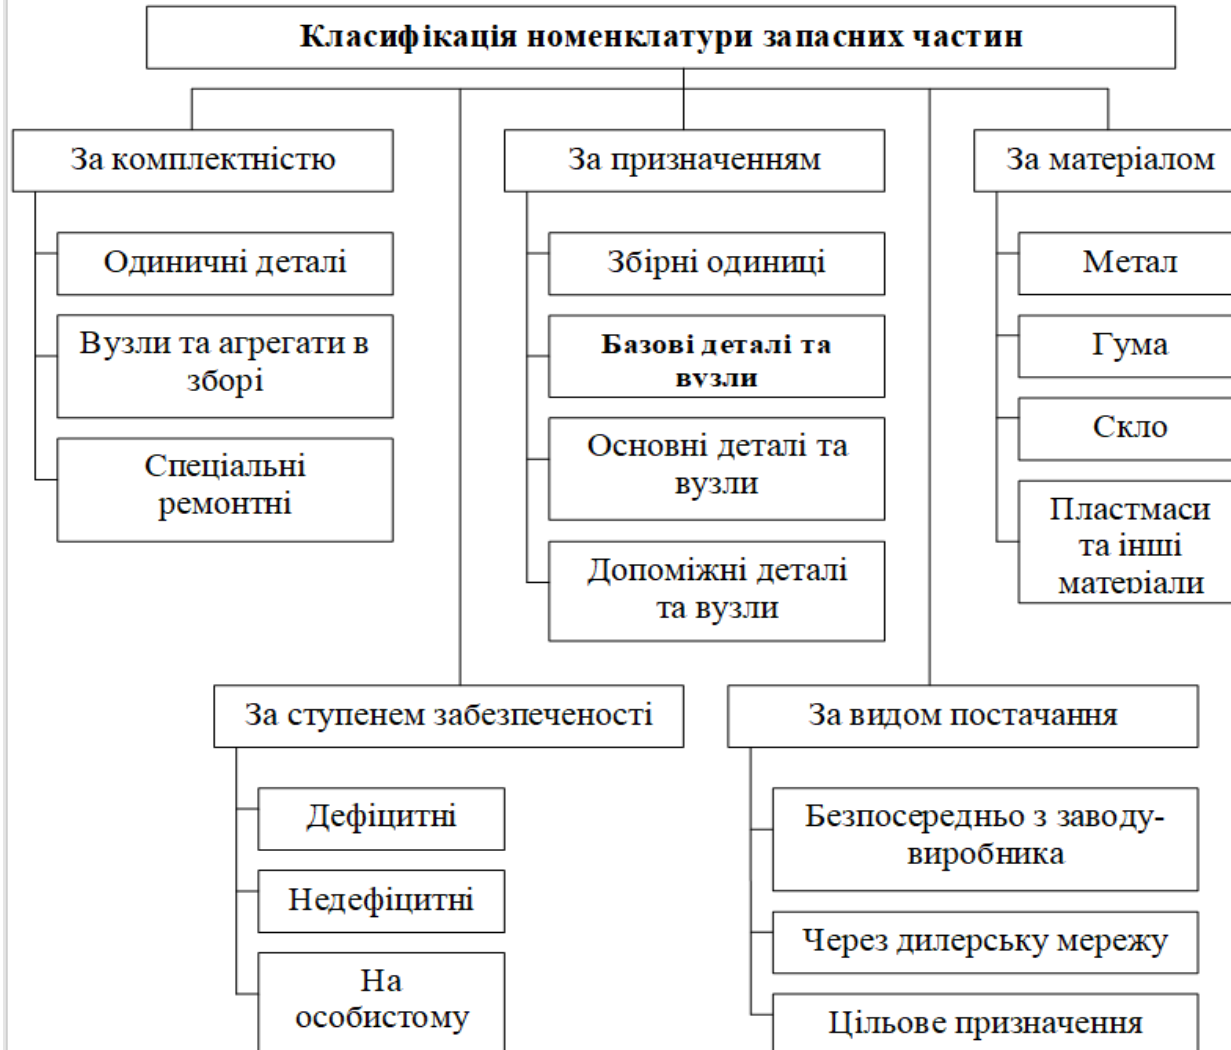 Класифікація номенклатури запасних частин
За комплектністю
Одиничні деталі
Вузли та агрегати в
зборі
Спеціальні
ремонтні
За призначенням
Збірні одиниці
Базові деталі та
вузли
Основні деталі та
вузли
Допоміжні деталі
та вузли
За матеріалом
Метал
Гума
Скло
Пластмаси
та інші
матеріали
За ступенем забезпеченості
Дефіцитні
Недефіцитні
На
особистому
За видом постачання
Безпосередньо з заводу-
виробника
Через дилерську мережу
Цільове призначення